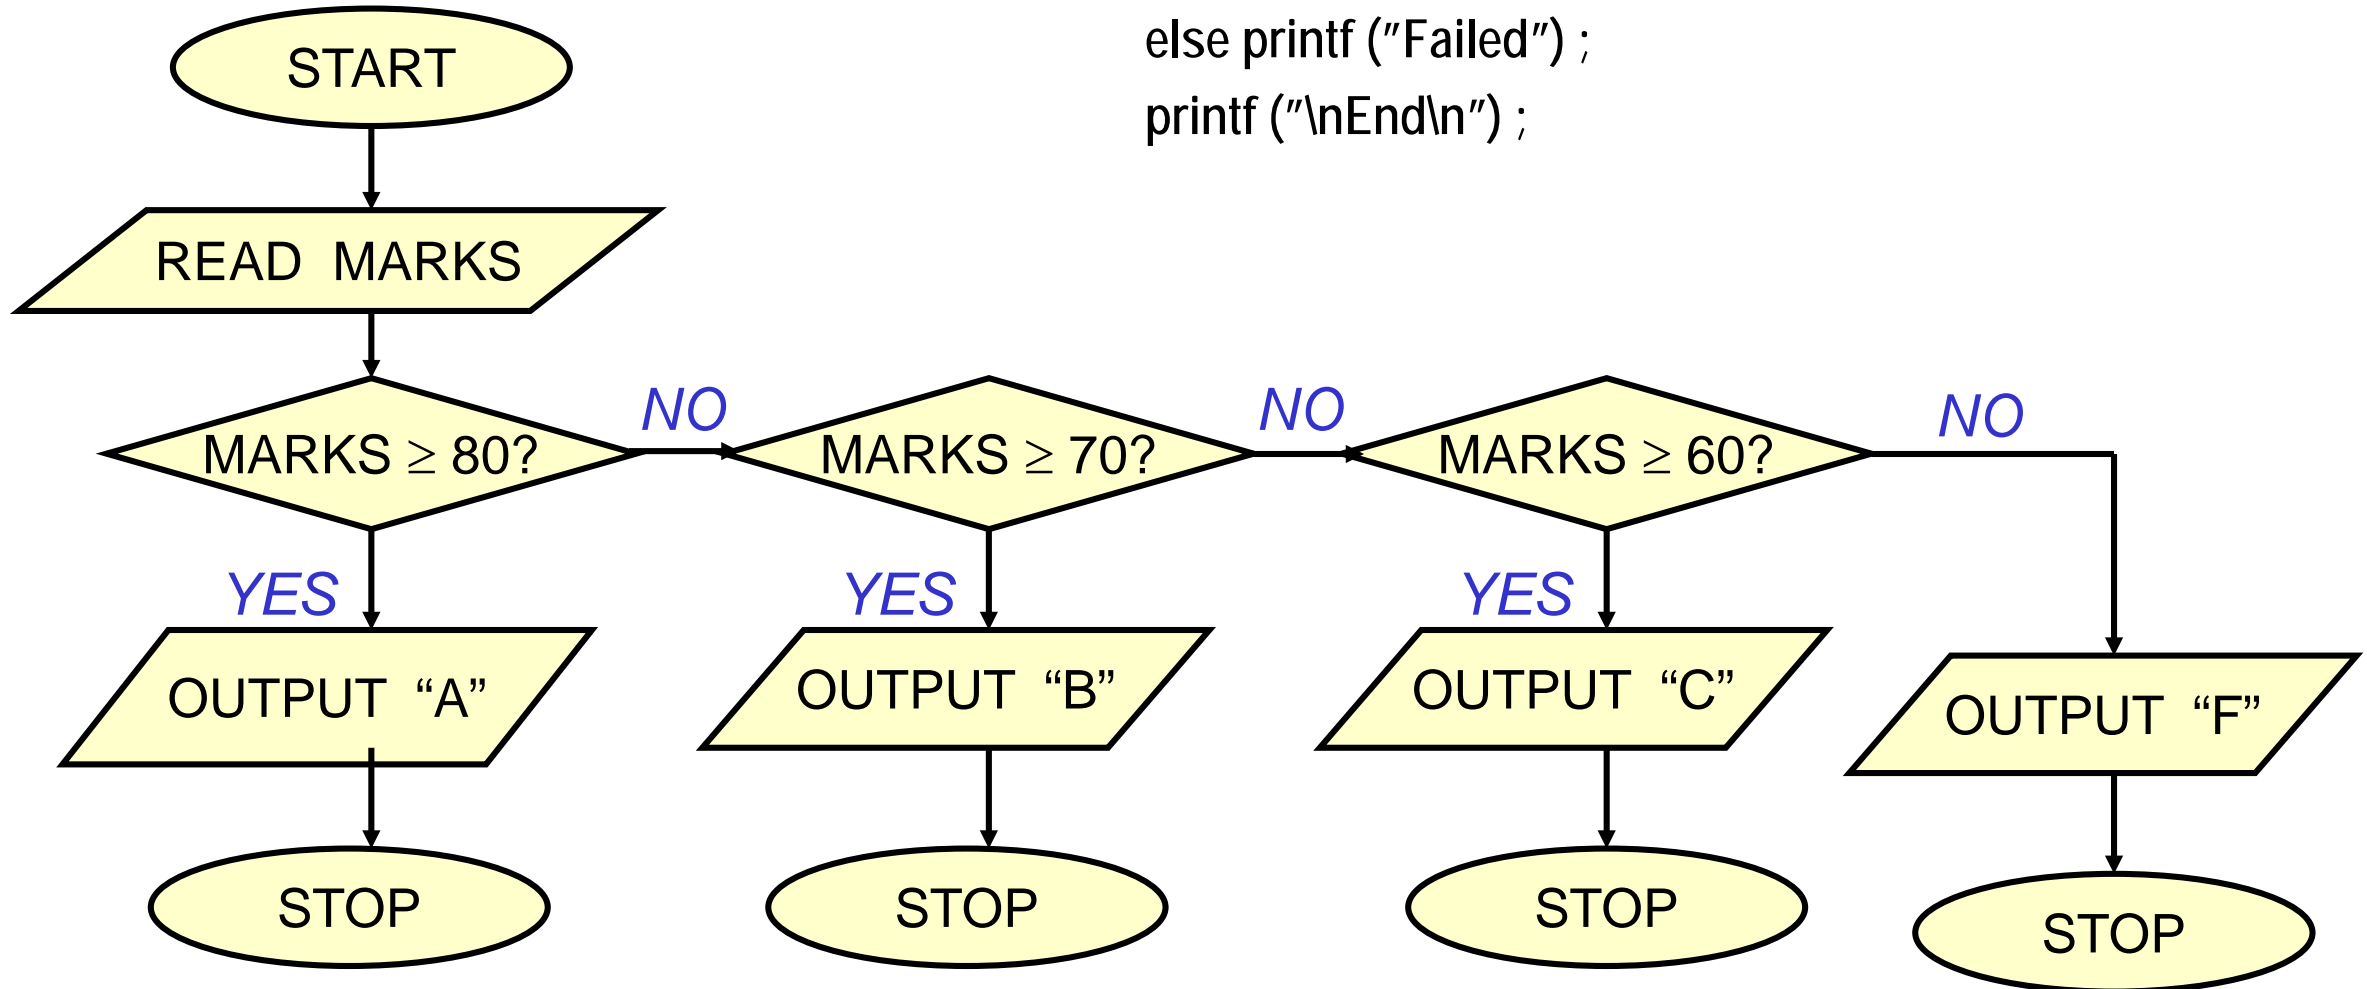 else printf ("Failed") ;
printf ("\nEnd\n") ;
START
READ MARKS
MARKS ≥ 80?
NO
MARKS ≥ 70?
NO
MARKS ≥ 60?
NO
YES
YES
YES
OUTPUT “A”
OUTPUT “B”
OUTPUT “C”
OUTPUT “F”
STOP
STOP
STOP
STOP